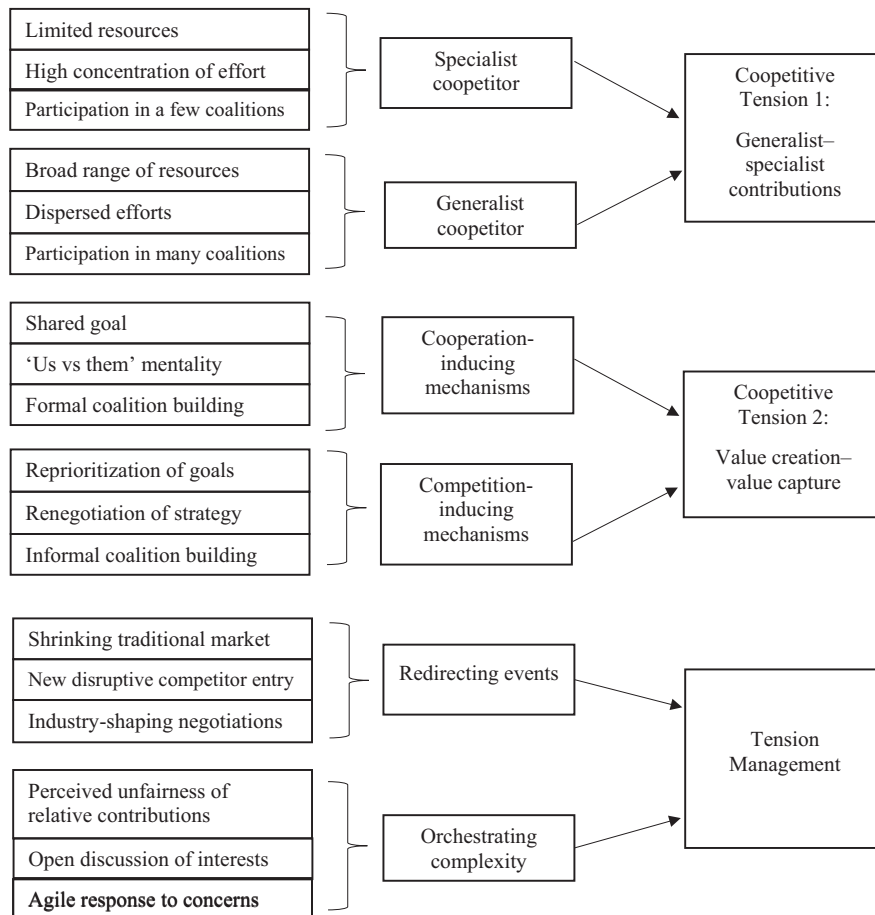 Limited resources
High concentration of effort
Participation in a few coalitions
Specialist
coopetitor
Broad range of resources
Dispersed efforts
Participation in many coalitions
Generalist
coopetitor
Coopetitive
Tension 1:
Generalist–
specialist
contributions
Shared goal
‘Us vs them’ mentality
Formal coalition building
Cooperation-
inducing
mechanisms
Reprioritization of goals
Renegotiation of strategy
Informal coalition building
Competition-
inducing
mechanisms
Coopetitive
Tension 2:
Value creation–
value capture
Shrinking traditional market
New disruptive competitor entry
Industry-shaping negotiations
Redirecting events
Perceived unfairness of
relative contributions
Open discussion of interests
Agile response to concerns
Orchestrating
complexity
Tension
Management